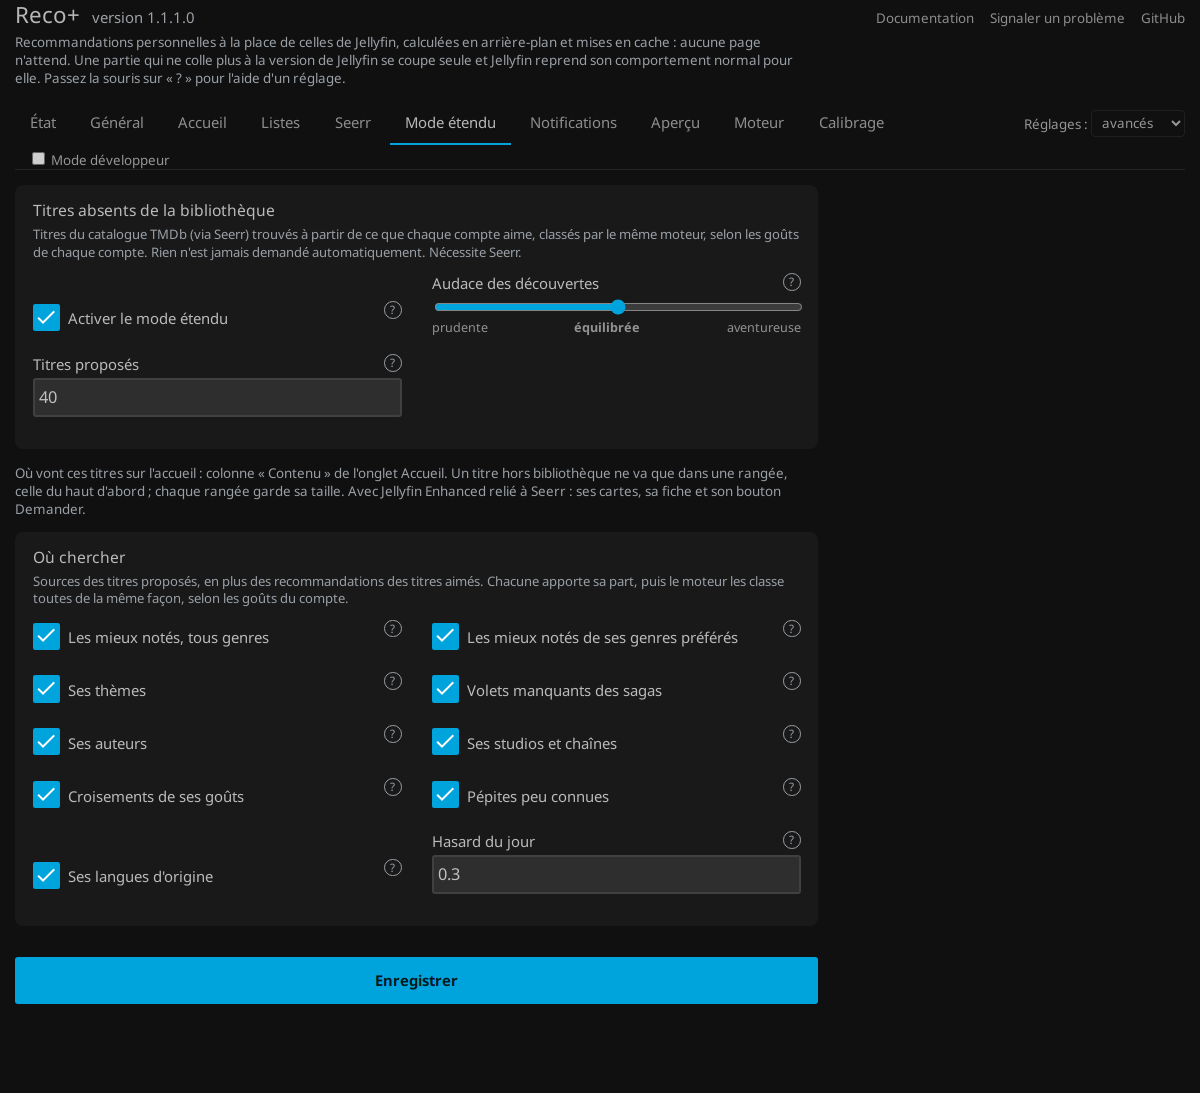 Reco+ version 1.1.1.0
Documentation Signaler un problème GitHub
Recommandations personnelles à la place de celles de Jellyfin, calculées en arrière-plan et mises en cache : aucune page
n'attend. Une partie qui ne colle plus à la version de Jellyfin se coupe seule et Jellyfin reprend son comportement normal pour
elle. Passez la souris sur « ? » pour l'aide d'un réglage.
État Général Accueil Listes Seerr Mode étendu Notifications Aperçu Moteur Calibrage
Réglages : avancés
Mode développeur
Titres absents de la bibliothèque
Titres du catalogue TMDb (via Seerr) trouvés à partir de ce que chaque compte aime, classés par le même moteur, selon les goûts
de chaque compte. Rien n'est jamais demandé automatiquement. Nécessite Seerr.
Activer le mode étendu ?
Audace des découvertes ?
prudente équilibrée aventureuse
Titres proposés ?
40
Où vont ces titres sur l'accueil : colonne « Contenu » de l'onglet Accueil. Un titre hors bibliothèque ne va que dans une rangée,
celle du haut d'abord ; chaque rangée garde sa taille. Avec Jellyfin Enhanced relié à Seerr : ses cartes, sa fiche et son bouton
Demander.
Où chercher
Sources des titres proposés, en plus des recommandations des titres aimés. Chacune apporte sa part, puis le moteur les classe
toutes de la même façon, selon les goûts du compte.
Les mieux notés, tous genres ?
Les mieux notés de ses genres préférés ?
Ses thèmes ?
Volets manquants des sagas ?
Ses auteurs ?
Ses studios et chaînes ?
Croisements de ses goûts ?
Pépites peu connues ?
Ses langues d'origine ?
Hasard du jour ?
0.3
Enregistrer